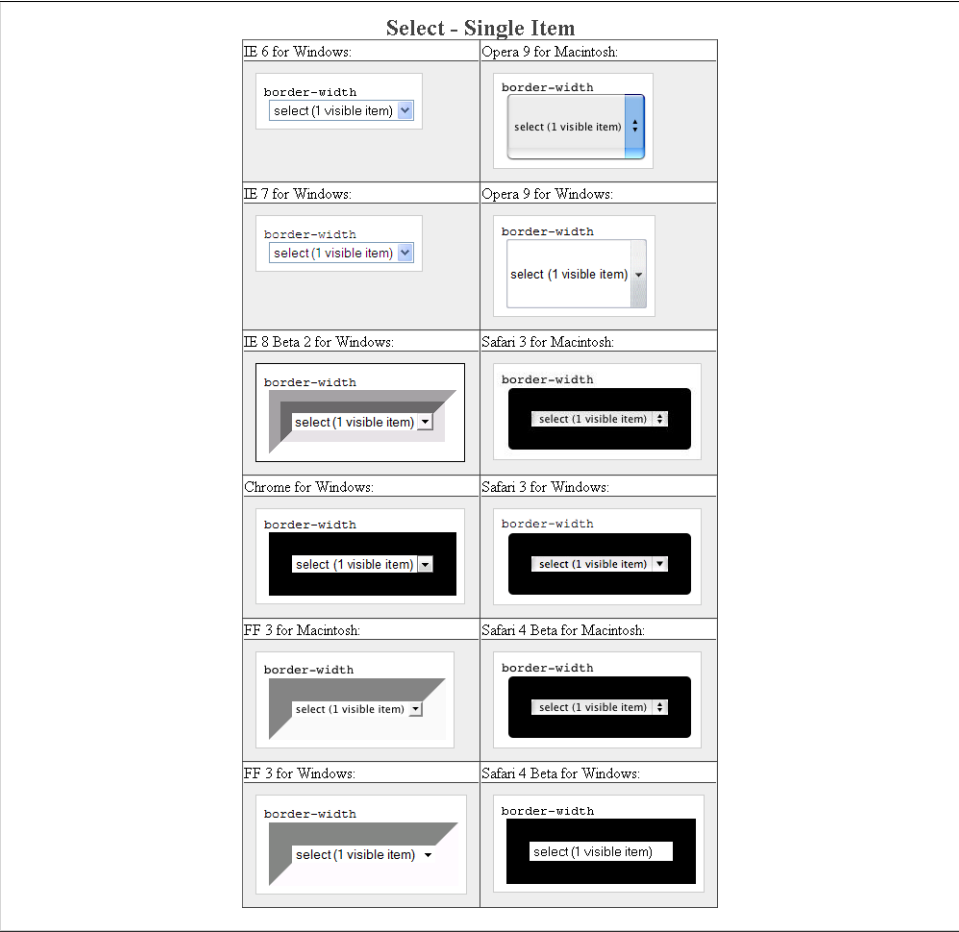 Select - Single Item
IE 6 for Windows:
border-width
select (1 visible item)
Opera 9 for Macintosh:
border-width
select (1 visible item)
IE 7 for Windows:
border-width
select (1 visible item)
Opera 9 for Windows:
border-width
select (1 visible item)
IE 8 Beta 2 for Windows:
border-width
select (1 visible item)
Safari 3 for Macintosh:
border-width
select (1 visible item)
Chrome for Windows:
border-width
select (1 visible item)
Safari 3 for Windows:
border-width
select (1 visible item)
FF 3 for Macintosh:
border-width
select (1 visible item)
Safari 4 Beta for Macintosh:
border-width
select (1 visible item)
FF 3 for Windows:
border-width
select (1 visible item)
Safari 4 Beta for Windows:
border-width
select (1 visible item)